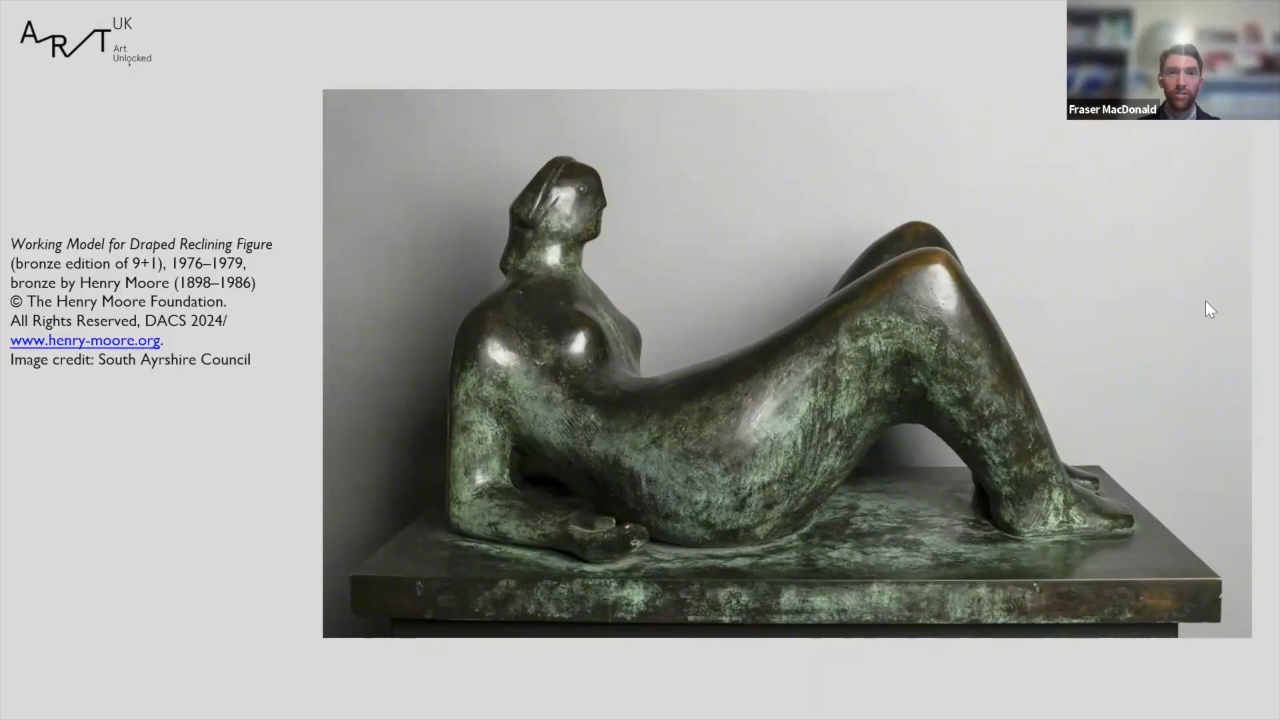 ART UK
Art
Unlocked
Fraser MacDonald
Working Model for Draped Reclining Figure
(bronze edition of 9+1), 1976–1979,
bronze by Henry Moore (1898–1986)
© The Henry Moore Foundation.
All Rights Reserved, DACS 2024/
www.henry-moore.org.
Image credit: South Ayrshire Council